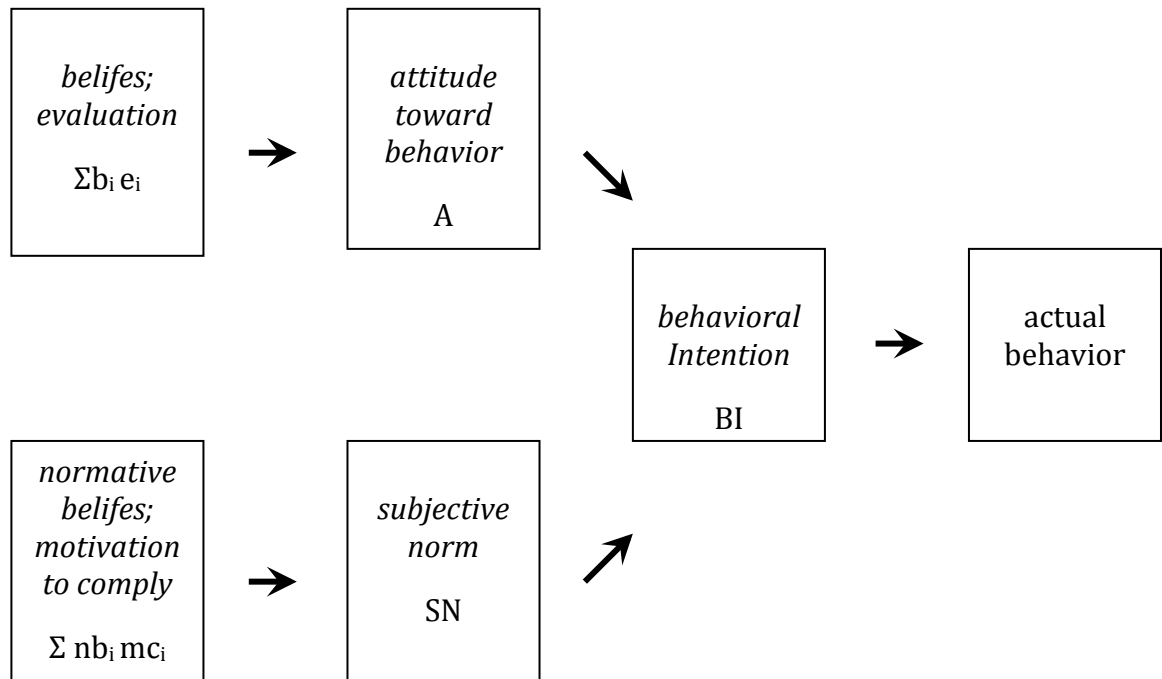 belifes;
evaluation
Σbᵢ eᵢ
attitude
toward
behavior
A
behavioral
Intention
BI
actual
behavior
normative
belifes;
motivation
to comply
Σ nbᵢ mcᵢ
subjective
norm
SN